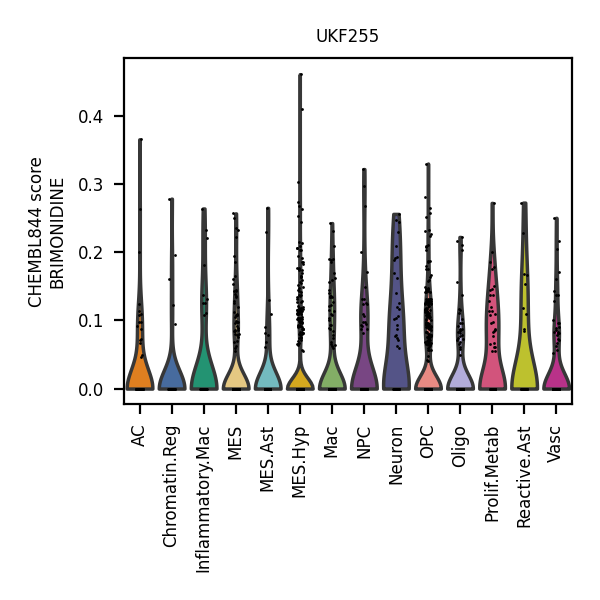 UKF255
CHEMBL844 score
BRIMONIDINE
0.4
0.3
0.2
0.1
0.0
AC
Chromatin.Reg
Inflammatory.Mac
MES
MES.Ast
MES.Hyp
Mac
NPC
Neuron
OPC
Oligo
Prolif.Metab
Reactive.Ast
Vasc